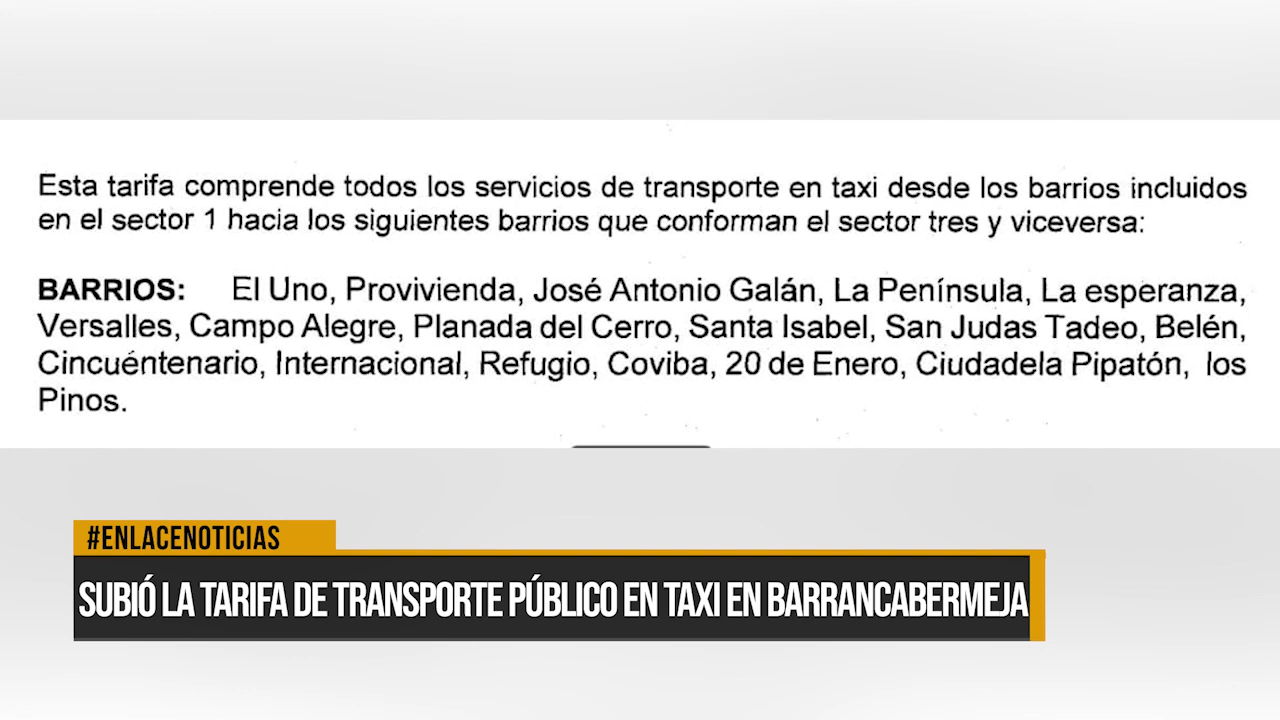 Esta tarifa comprende todos los servicios de transporte en taxi desde los barrios incluidos
en el sector 1 hacia los siguientes barrios que conforman el sector tres y viceversa:
BARRIOS: El Uno, Provivienda, José Antonio Galán, La Península, La esperanza,
Versalles, Campo Alegre, Planada del Cerro, Santa Isabel, San Judas Tadeo, Belén,
Cincuéntenario, Internacional, Refugio, Coviba, 20 de Enero, Ciudadela Pipatón, los
Pinos.
#ENLACENOTICIAS
SUBIÓ LA TARIFA DE TRANSPORTE PÚBLICO EN TAXI EN BARRANCABERMEJA